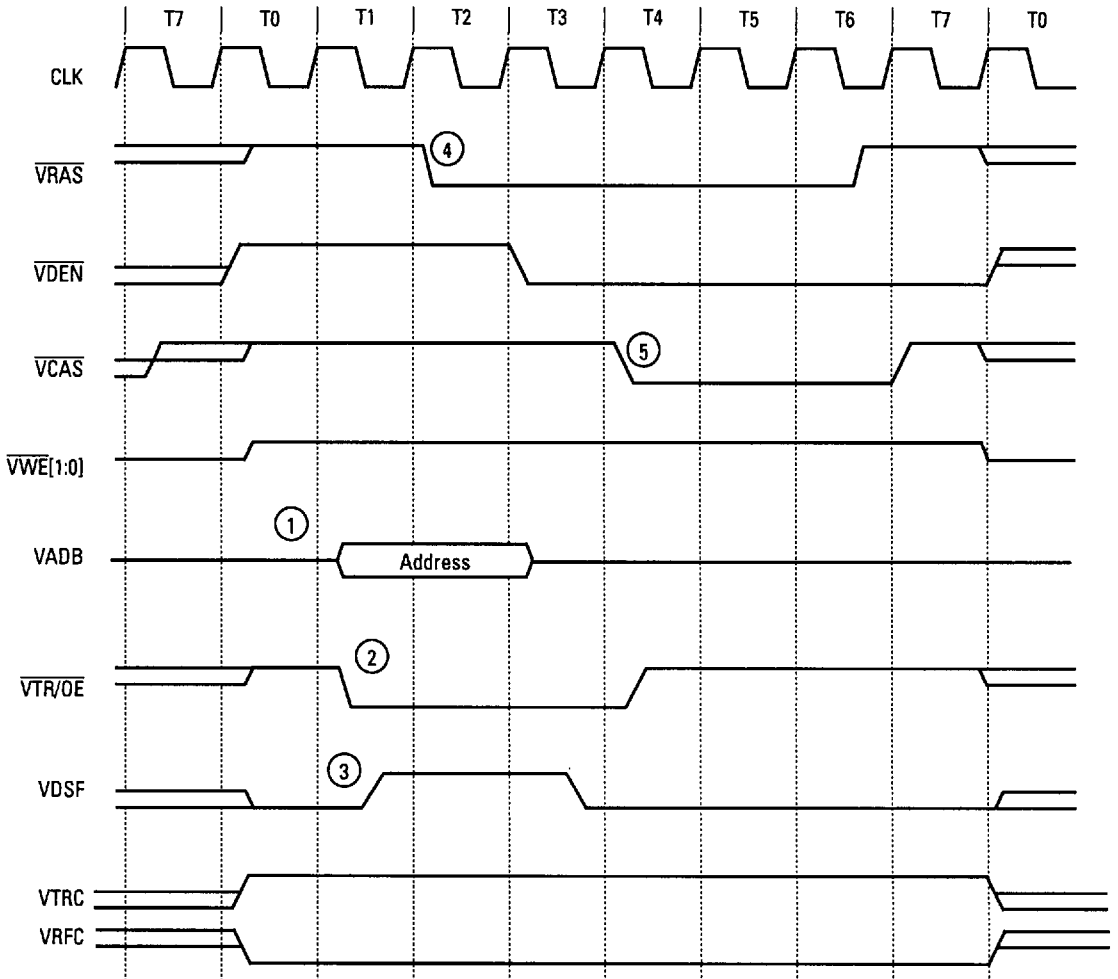 T7 T0 T1 T2 T3 T4 T5 T6 T7 T0
CLK
VRAS
4
VDEN
VCAS
5
VWE[1:0]
1
VADB
Address
VTR/OE
2
VDSF
3
VTRC
VRFC